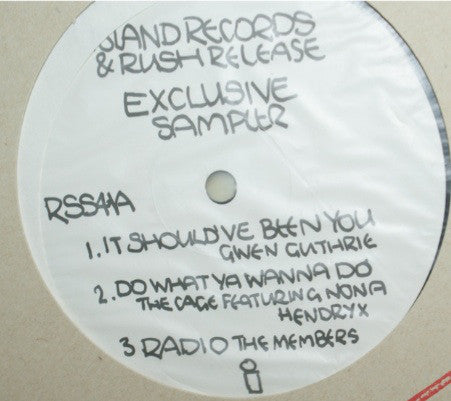 ISLAND RECORDS
& RUSH RELEASE
EXCLUSIVE
SAMPLER
RSS41A
1. IT SHOULD'VE BEEN YOU
GWEN GUTHRIE
2. DO WHAT YA WANNA DO
THE CAGE FEATURING NONA
HENDRYX
3 RADIO THE MEMBERS
i